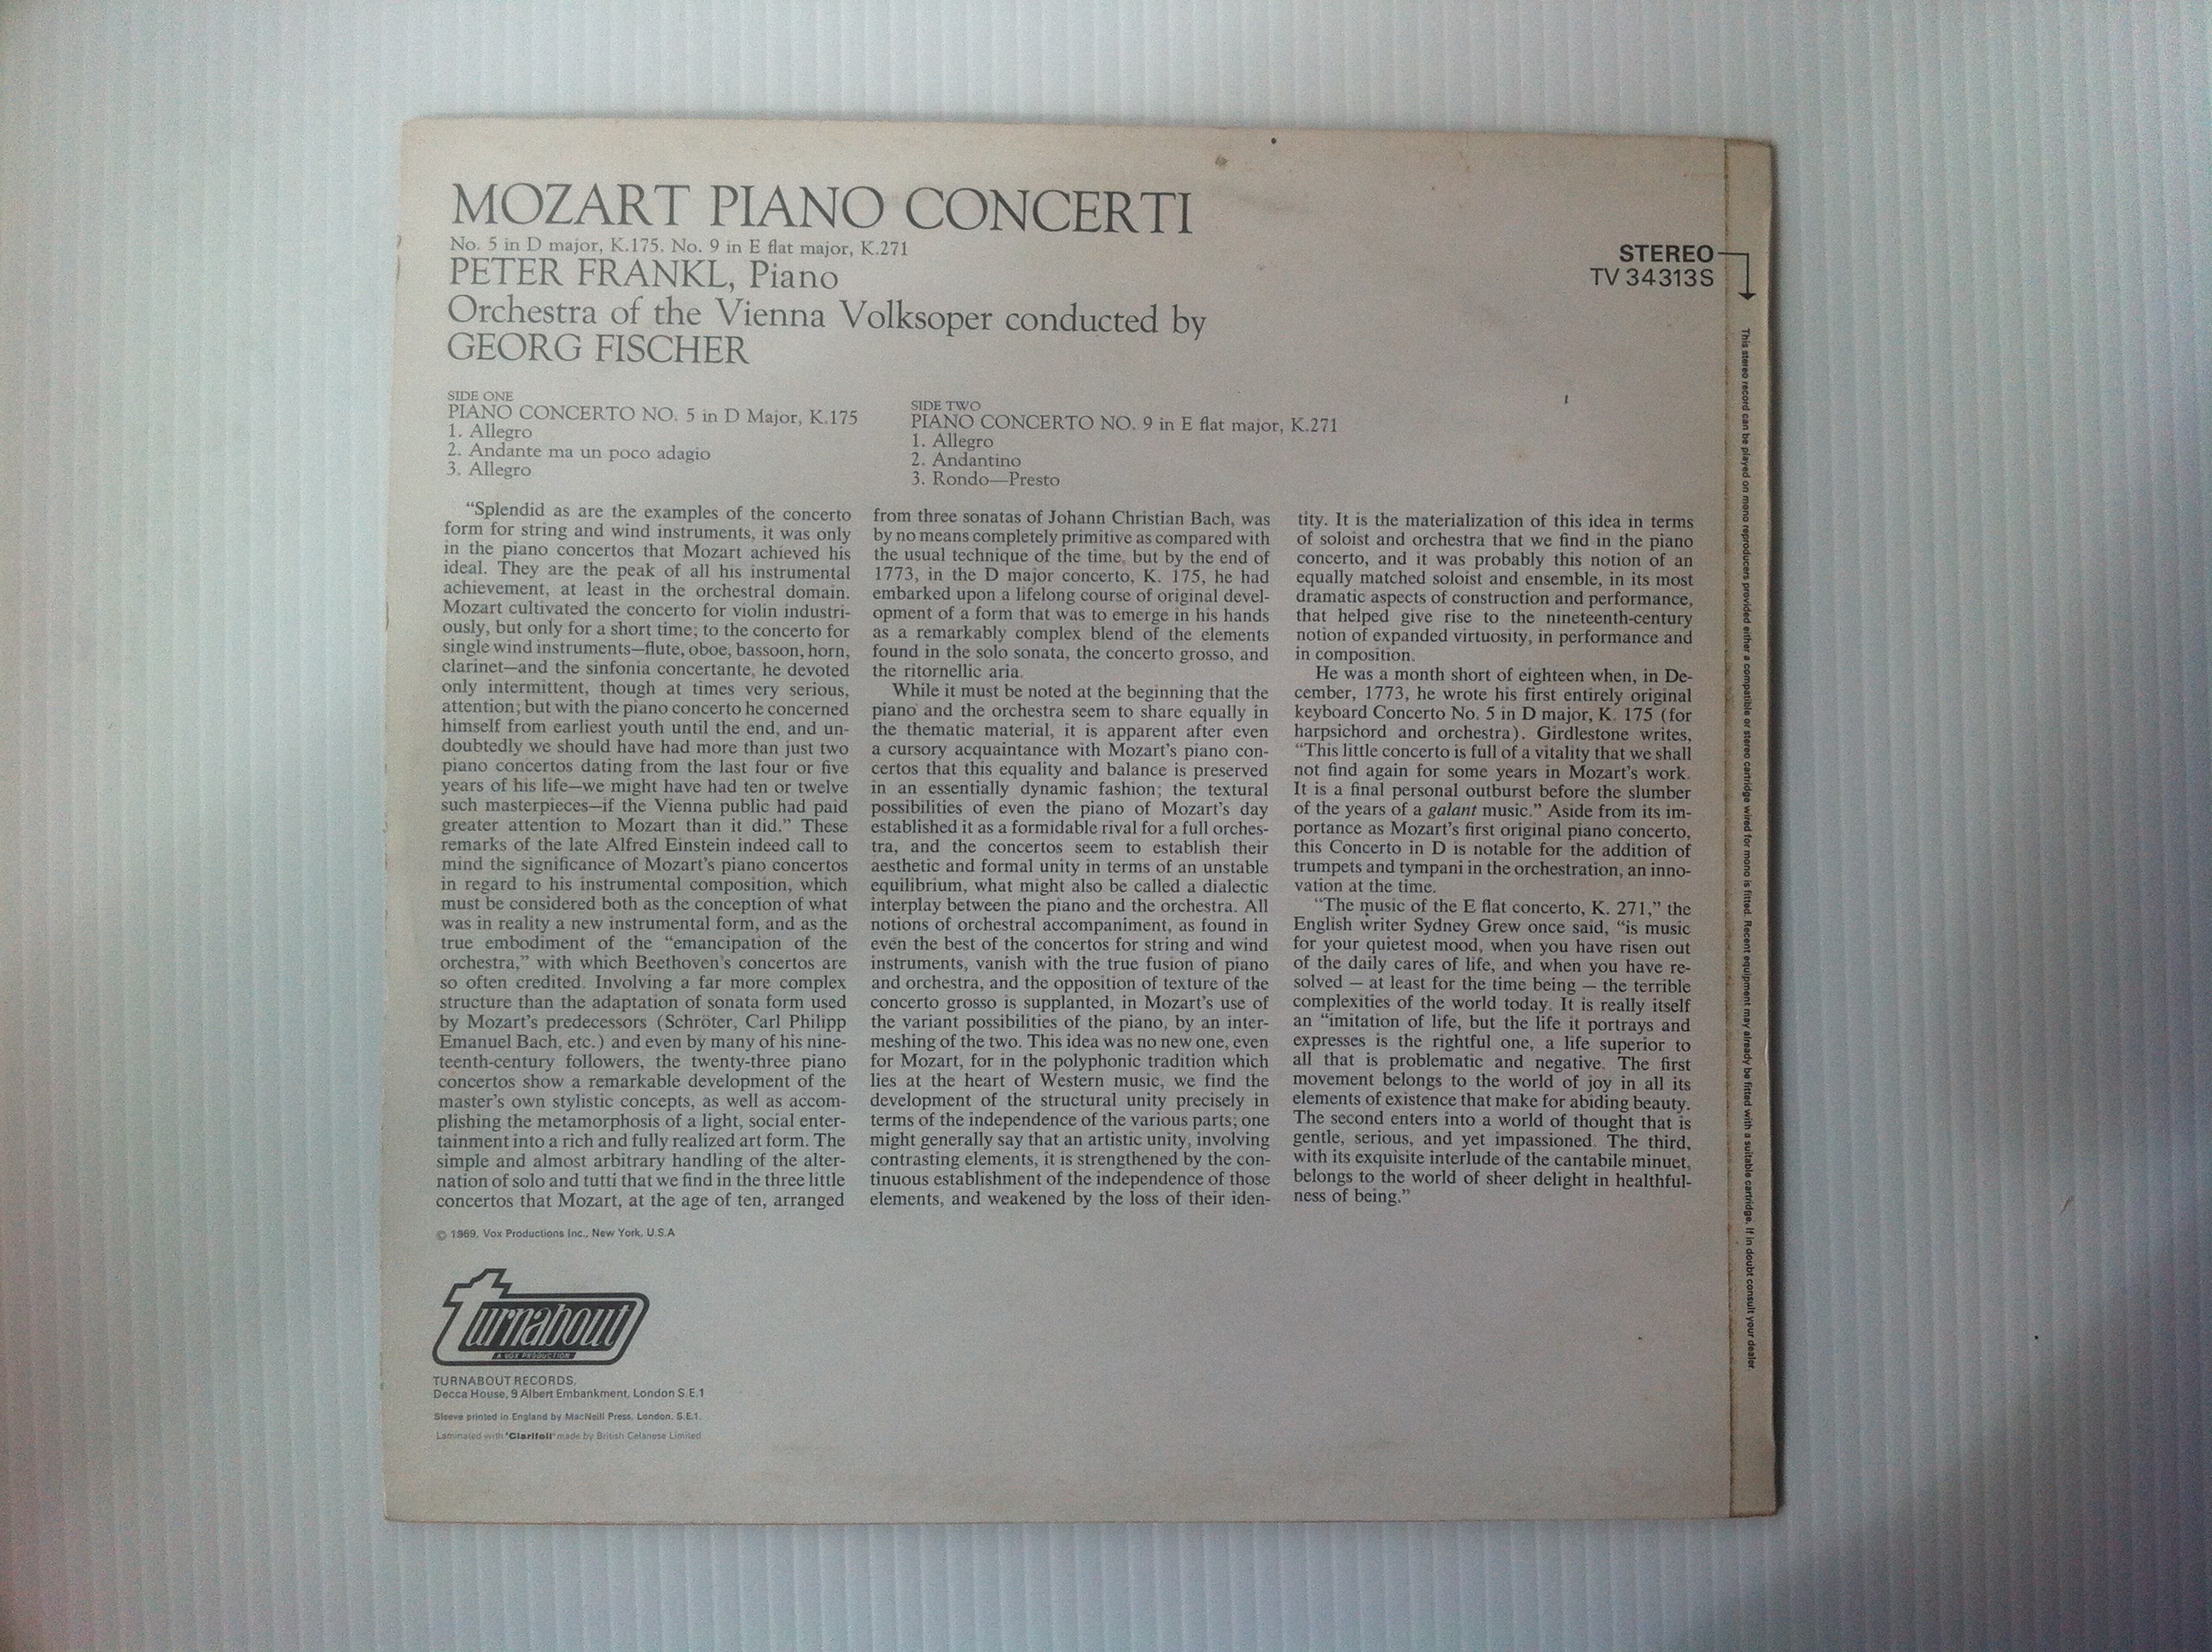 MOZART PIANO CONCERTI
No. 5 in D major, K.175. No. 9 in E flat major, K.271
PETER FRANKL, Piano
Orchestra of the Vienna Volksoper conducted by
GEORG FISCHER
STEREO
TV 34313S
SIDE ONE
PIANO CONCERTO NO. 5 in D Major, K.175
1. Allegro
2. Andante ma un poco adagio
3. Allegro
SIDE TWO
PIANO CONCERTO NO. 9 in E flat major, K.271
1. Allegro
2. Andantino
3. Rondo—Presto
“Splendid as are the examples of the concerto
form for string and wind instruments, it was only
in the piano concertos that Mozart achieved his
ideal. They are the peak of all his instrumental
achievement, at least in the orchestral domain.
Mozart cultivated the concerto for violin industri-
ously, but only for a short time; to the concerto for
single wind instruments—flute, oboe, bassoon, horn,
clarinet—and the sinfonia concertante, he devoted
only intermittent, though at times very serious,
attention; but with the piano concerto he concerned
himself from earliest youth until the end, and un-
doubtedly we should have had more than just two
piano concertos dating from the last four or five
years of his life—we might have had ten or twelve
such masterpieces—if the Vienna public had paid
greater attention to Mozart than it did.” These
remarks of the late Alfred Einstein indeed call to
mind the significance of Mozart’s piano concertos
in regard to his instrumental composition, which
must be considered both as the conception of what
was in reality a new instrumental form, and as the
true embodiment of the “emancipation of the
orchestra,” with which Beethoven’s concertos are
so often credited. Involving a far more complex
structure than the adaptation of sonata form used
by Mozart’s predecessors (Schröter, Carl Philipp
Emanuel Bach, etc.) and even by many of his nine-
teenth-century followers, the twenty-three piano
concertos show a remarkable development of the
master’s own stylistic concepts, as well as accom-
plishing the metamorphosis of a light, social enter-
tainment into a rich and fully realized art form. The
simple and almost arbitrary handling of the alter-
nation of solo and tutti that we find in the three little
concertos that Mozart, at the age of ten, arranged
from three sonatas of Johann Christian Bach, was
by no means completely primitive as compared with
the usual technique of the time, but by the end of
1773, in the D major concerto, K. 175, he had
embarked upon a lifelong course of original devel-
opment of a form that was to emerge in his hands
as a remarkably complex blend of the elements
found in the solo sonata, the concerto grosso, and
the ritornellic aria.
While it must be noted at the beginning that the
piano and the orchestra seem to share equally in
the thematic material, it is apparent after even
a cursory acquaintance with Mozart’s piano con-
certos that this equality and balance is preserved
in an essentially dynamic fashion; the textural
possibilities of even the piano of Mozart’s day
established it as a formidable rival for a full orches-
tra, and the concertos seem to establish their
aesthetic and formal unity in terms of an unstable
equilibrium, what might also be called a dialectic
interplay between the piano and the orchestra. All
notions of orchestral accompaniment, as found in
even the best of the concertos for string and wind
instruments, vanish with the true fusion of piano
and orchestra, and the opposition of texture of the
concerto grosso is supplanted, in Mozart’s use of
the variant possibilities of the piano, by an inter-
meshing of the two. This idea was no new one, even
for Mozart, for in the polyphonic tradition which
lies at the heart of Western music, we find the
development of the structural unity precisely in
terms of the independence of the various parts; one
might generally say that an artistic unity, involving
contrasting elements, it is strengthened by the con-
tinuous establishment of the independence of those
elements, and weakened by the loss of their iden-
tity. It is the materialization of this idea in terms
of soloist and orchestra that we find in the piano
concerto, and it was probably this notion of an
equally matched soloist and ensemble, in its most
dramatic aspects of construction and performance,
that helped give rise to the nineteenth-century
notion of expanded virtuosity, in performance and
in composition.
He was a month short of eighteen when, in De-
cember, 1773, he wrote his first entirely original
keyboard Concerto No. 5 in D major, K. 175 (for
harpsichord and orchestra). Girdlestone writes,
“This little concerto is full of a vitality that we shall
not find again for some years in Mozart’s work.
It is a final personal outburst before the slumber
of the years of a galant music.” Aside from its im-
portance as Mozart’s first original piano concerto,
this Concerto in D is notable for the addition of
trumpets and tympani in the orchestration, an inno-
vation at the time.
“The music of the E flat concerto, K. 271,” the
English writer Sydney Grew once said, “is music
for your quietest mood, when you have risen out
of the daily cares of life, and when you have re-
solved — at least for the time being — the terrible
complexities of the world today. It is really itself
an “imitation of life, but the life it portrays and
expresses is the rightful one, a life superior to
all that is problematic and negative. The first
movement belongs to the world of joy in all its
elements of existence that make for abiding beauty.
The second enters into a world of thought that is
gentle, serious, and yet impassioned. The third,
with its exquisite interlude of the cantabile minuet,
belongs to the world of sheer delight in healthful-
ness of being.”
© 1969, Vox Productions Inc., New York, U.S.A
turnabout
A VOX PRODUCTION
TURNABOUT RECORDS,
Decca House, 9 Albert Embankment, London S.E.1
Sleeve printed in England by MacNeill Press, London, S.E.1.
Laminated with ‘Clarifoil’ made by British Celanese Limited
This stereo record can be played on mono reproducers provided either a compatible or stereo cartridge wired for mono is fitted. Recent equipment may already be fitted with a suitable cartridge. If in doubt consult your dealer.